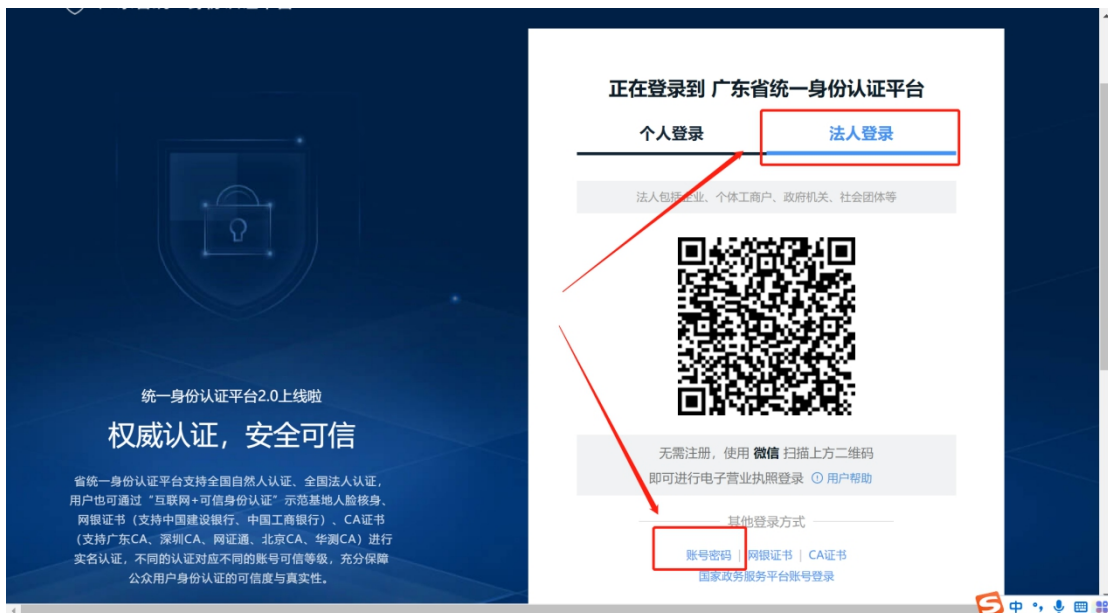 正在登录到 广东省统一身份认证平台
个人登录
法人登录
法人包括企业、个体工商户、政府机关、社会团体等
无需注册，使用 微信 扫描上方二维码
即可进行电子营业执照登录 用户帮助
其他登录方式
账号密码 | 网银证书 | CA证书
国家政务服务平台账号登录
统一身份认证平台2.0上线啦
权威认证，安全可信
省统一身份认证平台支持全国自然人认证、全国法人认证，
用户也可通过“互联网+可信身份认证”示范基地人脸核身、
网银证书（支持中国建设银行、中国工商银行）、CA证书
（支持广东CA、深圳CA、网证通、北京CA、华测CA）进行
实名认证，不同的认证对应不同的账号可信等级，充分保障
公众用户身份认证的可信度与真实性。
中